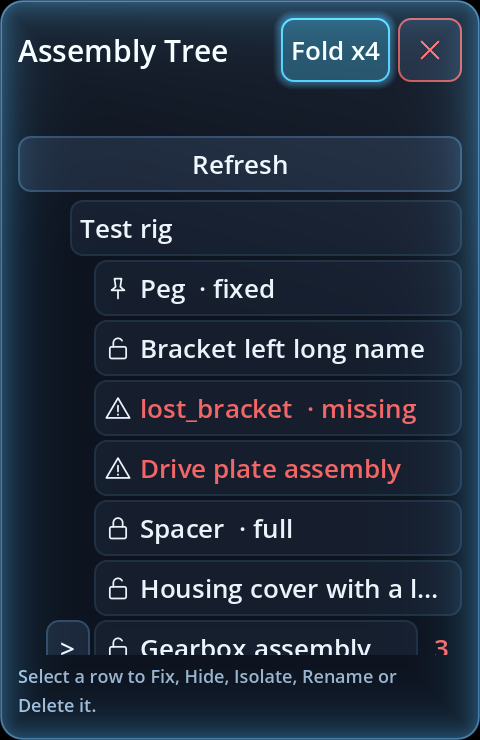 Assembly Tree
Fold x4
Refresh
Test rig
Peg · fixed
Bracket left long name
lost_bracket · missing
Drive plate assembly
Spacer · full
Housing cover with a l...
> Gearbox assembly 3
Select a row to Fix, Hide, Isolate, Rename or
Delete it.